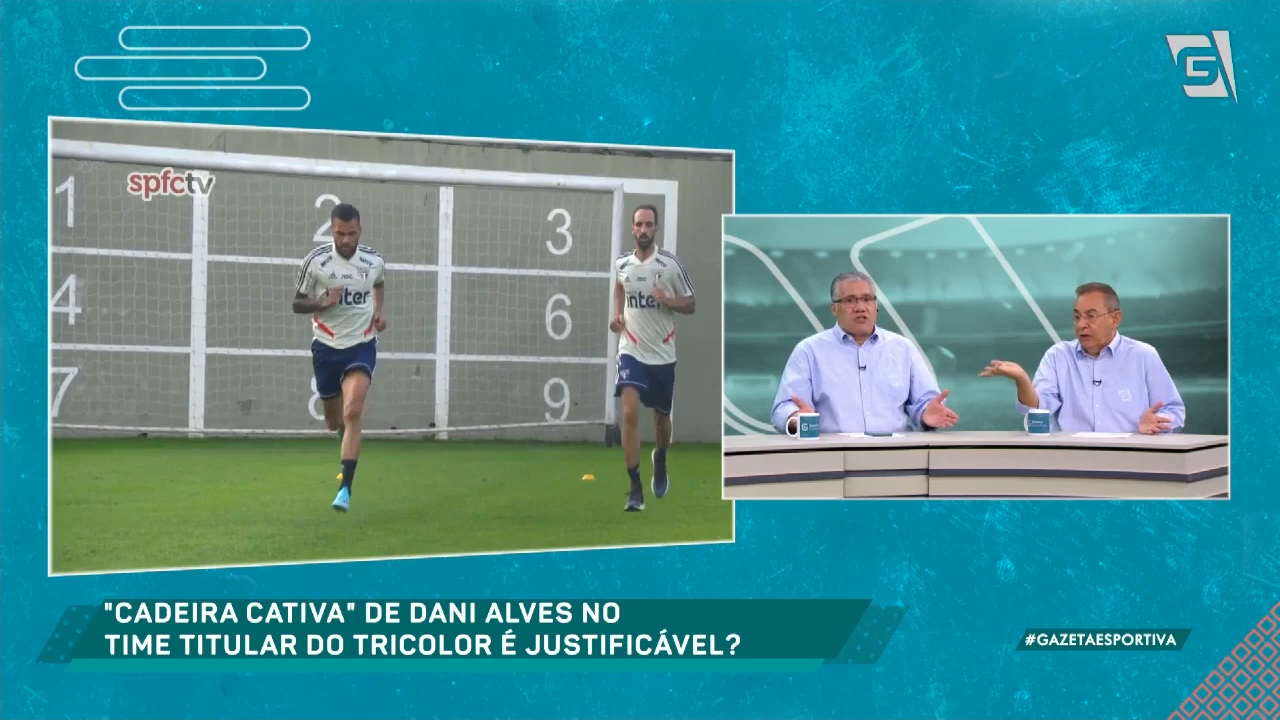 spfctv
1
2
3
4
6
7
8
9
inter
inter
G
"CADEIRA CATIVA" DE DANI ALVES NO
TIME TITULAR DO TRICOLOR É JUSTIFICÁVEL?
#GAZETAESPORTIVA